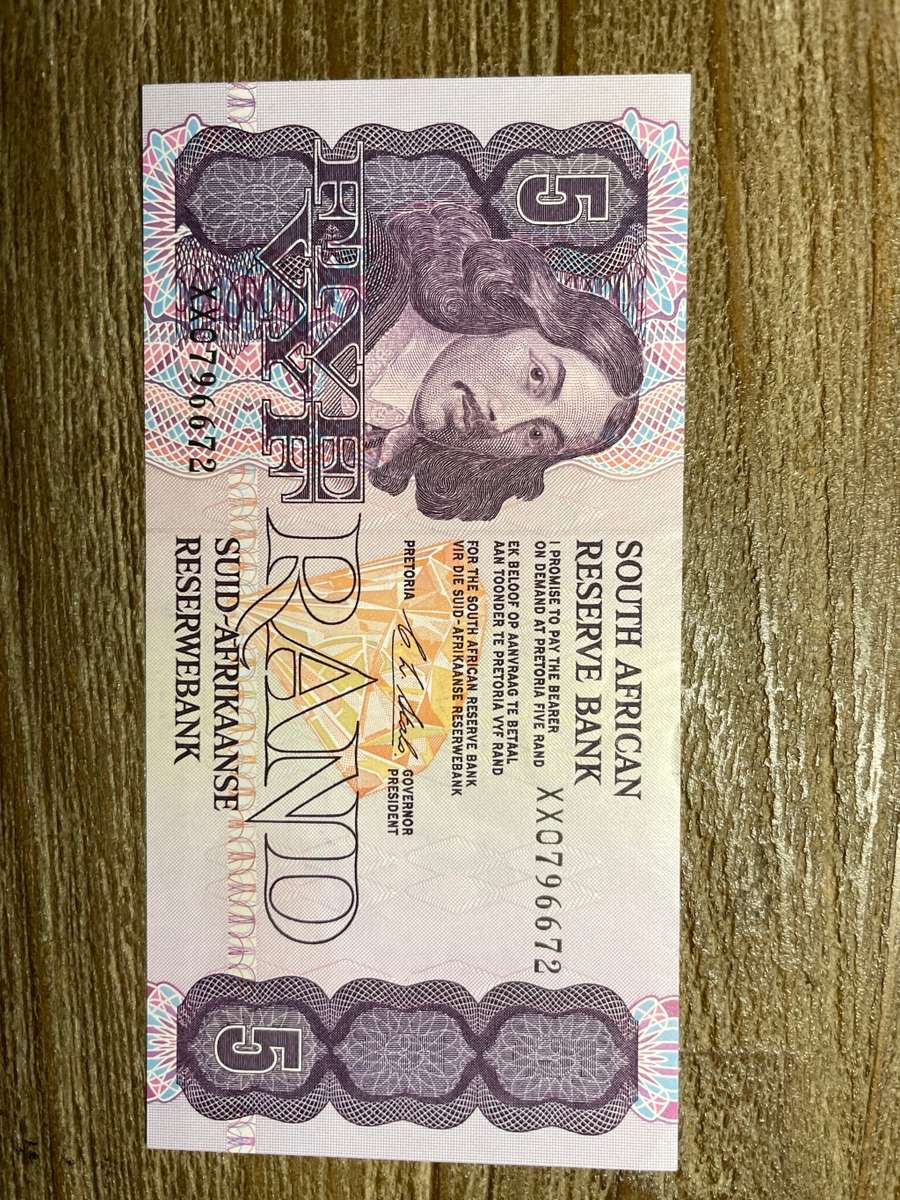 5
SOUTH AFRICAN
RESERVE BANK
I PROMISE TO PAY THE BEARER
ON DEMAND AT PRETORIA FIVE RAND
EK BELOOF OP AANVRAAG TE BETAAL
AAN TOONDER TE PRETORIA VYF RAND
XX0796672
FOR THE SOUTH AFRICAN RESERVE BANK
VIR DIE SUID-AFRIKAANSE RESERWEBANK
PRETORIA
GOVERNOR
PRESIDENT
FIVE
VYF
RAND
XX0796672
SUID-AFRIKAANSE
RESERWEBANK
5